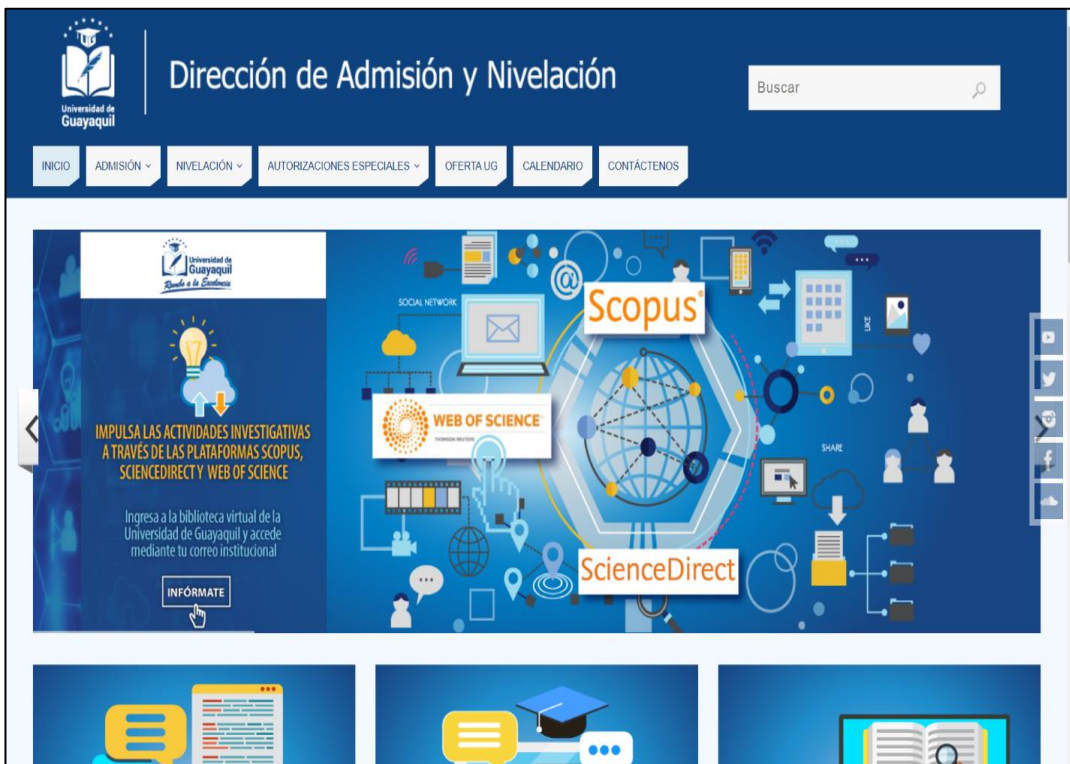 Universidad de
Guayaquil
Dirección de Admisión y Nivelación
Buscar
INICIO
ADMISIÓN
NIVELACIÓN
AUTORIZACIONES ESPECIALES
OFERTA UG
CALENDARIO
CONTÁCTENOS
Universidad de
Guayaquil
Rumbo a la Excelencia
IMPULSA LAS ACTIVIDADES INVESTIGATIVAS
A TRAVÉS DE LAS PLATAFORMAS SCOPUS,
SCIENCEDIRECT Y WEB OF SCIENCE
Ingresa a la biblioteca virtual de la
Universidad de Guayaquil y accede
mediante tu correo institucional
INFÓRMATE
SOCIAL NETWORK
@
Scopus®
LIKE
WEB OF SCIENCE™
THOMSON REUTERS
SHARE
ScienceDirect